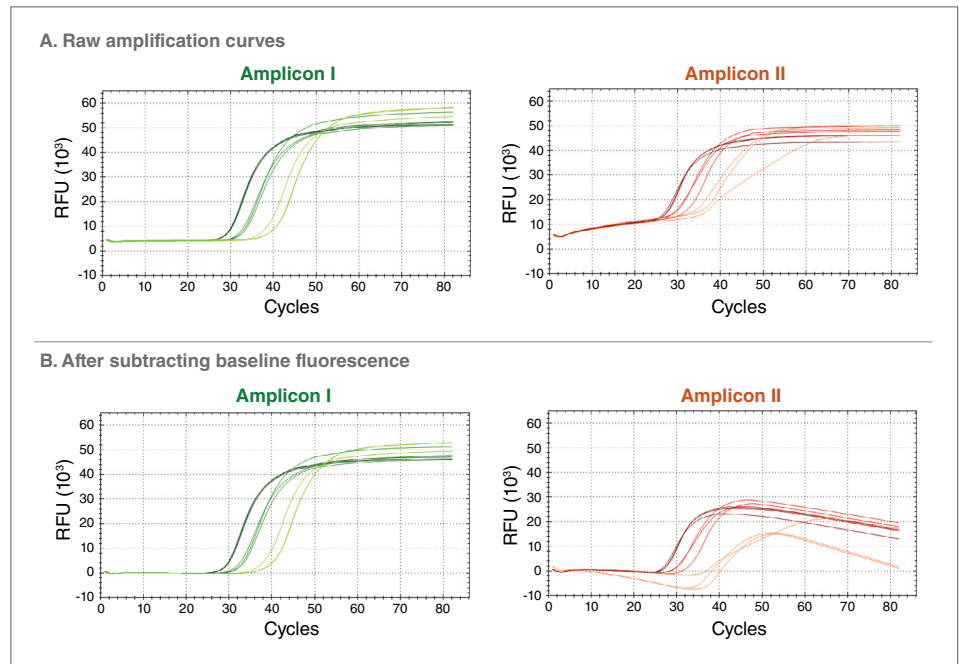 A. Raw amplification curves
Amplicon I
Amplicon II
60
50
40
30
20
10
0
-10
RFU (10³)
0 10 20 30 40 50 60 70 80
Cycles
60
50
40
30
20
10
0
-10
RFU (10³)
0 10 20 30 40 50 60 70 80
Cycles
B. After subtracting baseline fluorescence
Amplicon I
Amplicon II
60
50
40
30
20
10
0
-10
RFU (10³)
0 10 20 30 40 50 60 70 80
Cycles
60
50
40
30
20
10
0
-10
RFU (10³)
0 10 20 30 40 50 60 70 80
Cycles